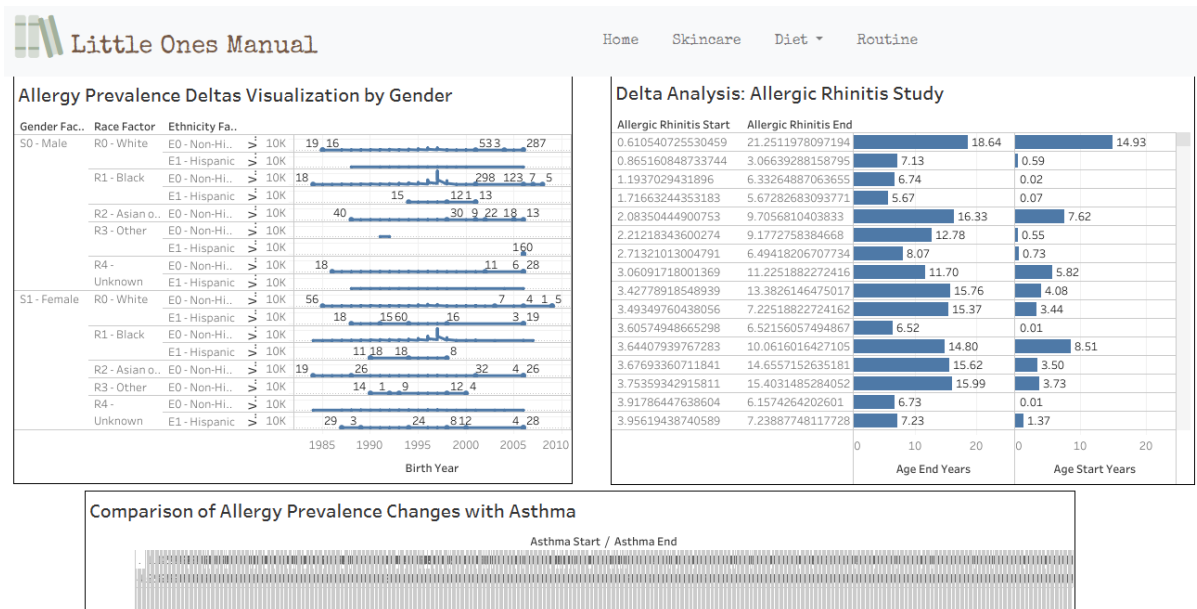 Little Ones Manual
Home Skincare Diet Routine
Allergy Prevalence Deltas Visualization by Gender
Gender Fac.. Race Factor Ethnicity Fa..
S0 - Male R0 - White E0 - Non-Hi.. 10K 19 16 53 3 287
E1 - Hispanic 10K
R1 - Black E0 - Non-Hi.. 10K 18 298 123 7 5
E1 - Hispanic 10K 15 12 1 13
R2 - Asian o.. E0 - Non-Hi.. 10K 40 30 9 22 18 13
R3 - Other E0 - Non-Hi.. 10K
E1 - Hispanic 10K 160
R4 - E0 - Non-Hi.. 10K 18 11 6 28
Unknown E1 - Hispanic 10K
S1 - Female R0 - White E0 - Non-Hi.. 10K 56 7 4 1 5
E1 - Hispanic 10K 18 15 60 16 3 19
R1 - Black E0 - Non-Hi.. 10K
E1 - Hispanic 10K 11 18 18 8
R2 - Asian o.. E0 - Non-Hi.. 10K 19 26 32 4 26
R3 - Other E0 - Non-Hi.. 10K 14 1 9 12 4
R4 - E0 - Non-Hi.. 10K
Unknown E1 - Hispanic 10K 29 3 24 8 12 4 28
1985 1990 1995 2000 2005 2010
Birth Year
Delta Analysis: Allergic Rhinitis Study
Allergic Rhinitis Start Allergic Rhinitis End
0.610540725530459 21.2511978097194 18.64 14.93
0.865160848733744 3.06639288158795 7.13 0.59
1.1937029431896 6.33264887063655 6.74 0.02
1.71663244353183 5.67282683093771 5.67 0.07
2.08350444900753 9.7056810403833 16.33 7.62
2.21218343600274 9.1772758384668 12.78 0.55
2.71321013004791 6.49418206707734 8.07 0.73
3.06091718001369 11.2251882272416 11.70 5.82
3.42778918548939 13.3826146475017 15.76 4.08
3.49349760438056 7.22518822724162 15.37 3.44
3.60574948665298 6.52156057494867 6.52 0.01
3.64407939767283 10.0616016427105 14.80 8.51
3.67693360711841 14.6557152635181 15.62 3.50
3.75359342915811 15.4031485284052 15.99 3.73
3.91786447638604 6.1574264202601 6.73 0.01
3.95619438740589 7.23887748117728 7.23 1.37
0 10 20 0 10 20
Age End Years Age Start Years
Comparison of Allergy Prevalence Changes with Asthma
Asthma Start / Asthma End